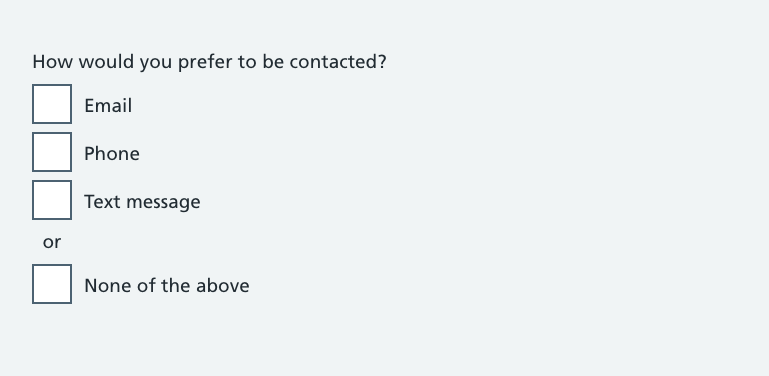 How would you prefer to be contacted?
Email
Phone
Text message
or
None of the above